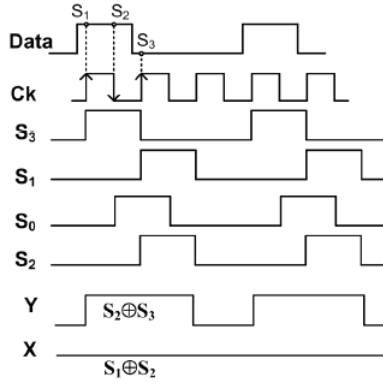 S₁ S₂
Data
S₃
Ck
S₃
S₁
S₀
S₂
Y
S₂⊕S₃
X
S₁⊕S₂